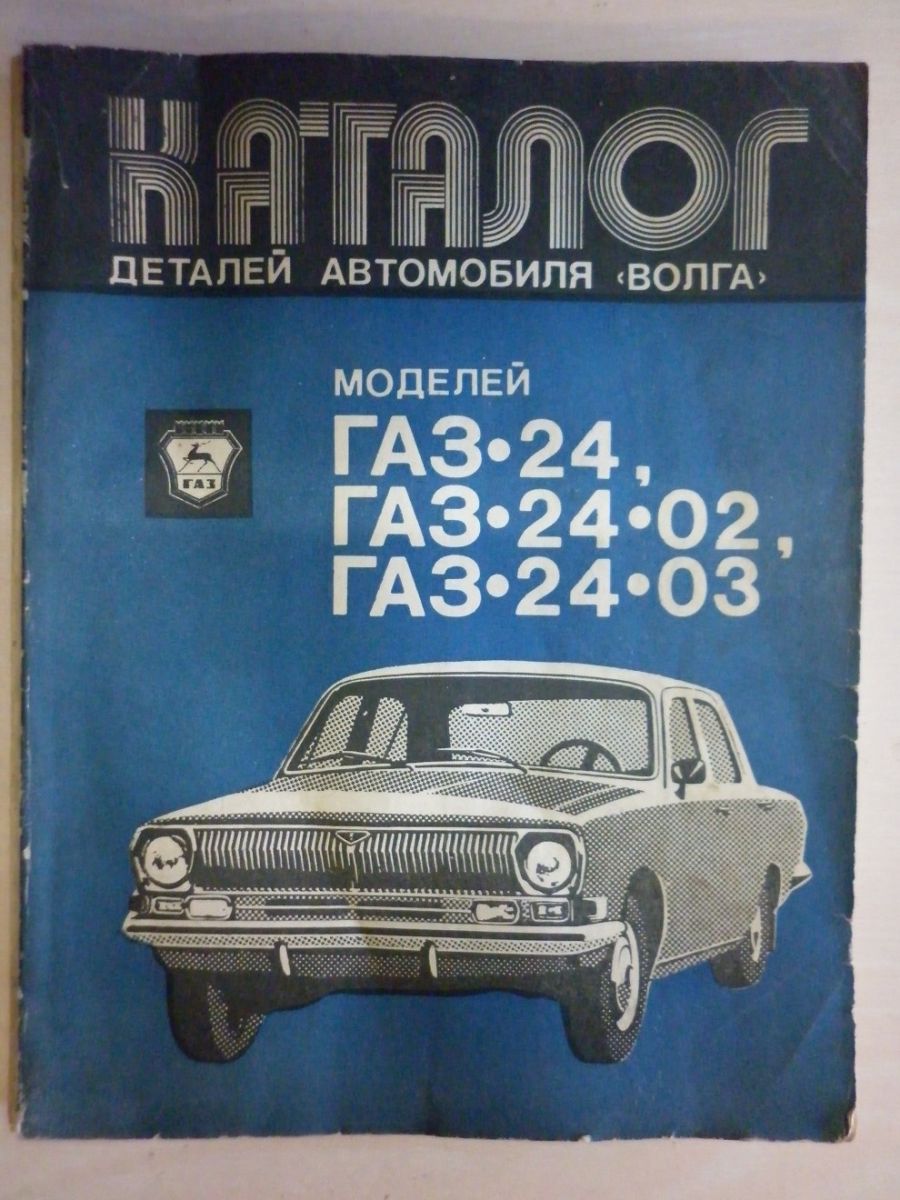 КАТАЛОГ
ДЕТАЛЕЙ АВТОМОБИЛЯ ‹ВОЛГА›
МОДЕЛЕЙ
ГАЗ
ГАЗ•24,
ГАЗ•24•02,
ГАЗ•24•03